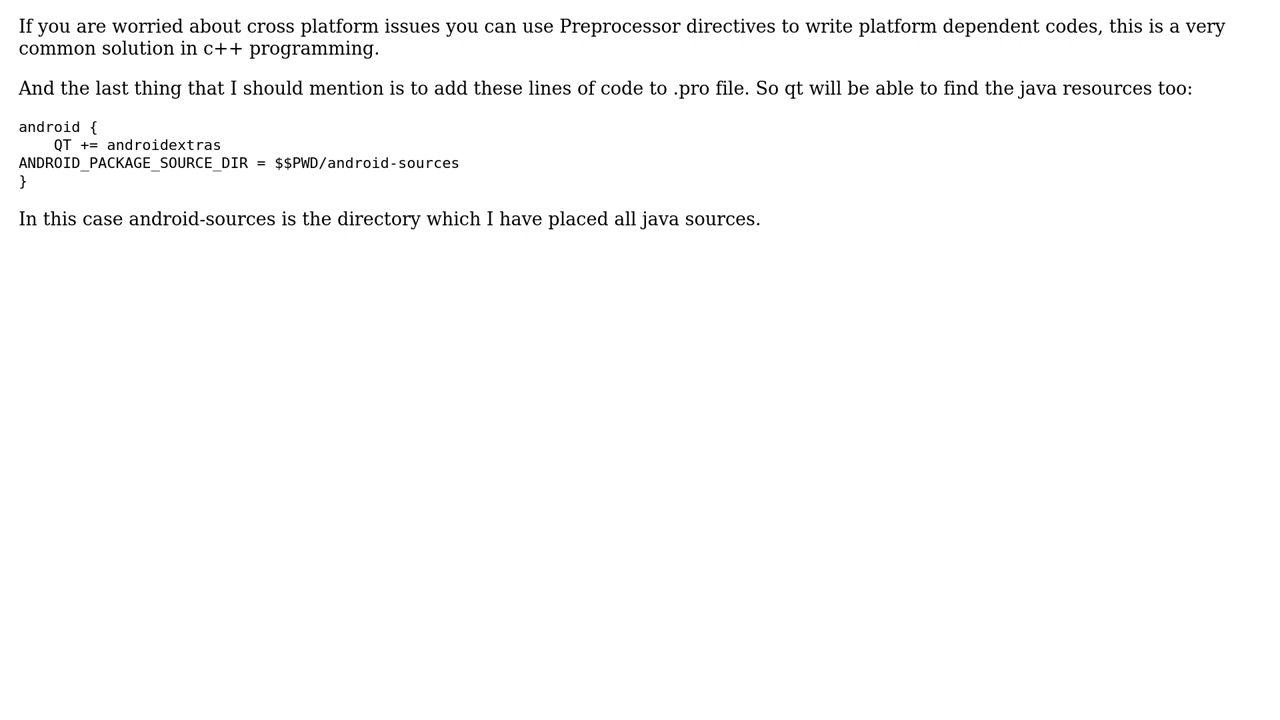 If you are worried about cross platform issues you can use Preprocessor directives to write platform dependent codes, this is a very
common solution in c++ programming.
And the last thing that I should mention is to add these lines of code to .pro file. So qt will be able to find the java resources too:
android {
    QT += androidextras
ANDROID_PACKAGE_SOURCE_DIR = $$PWD/android-sources
}
In this case android-sources is the directory which I have placed all java sources.